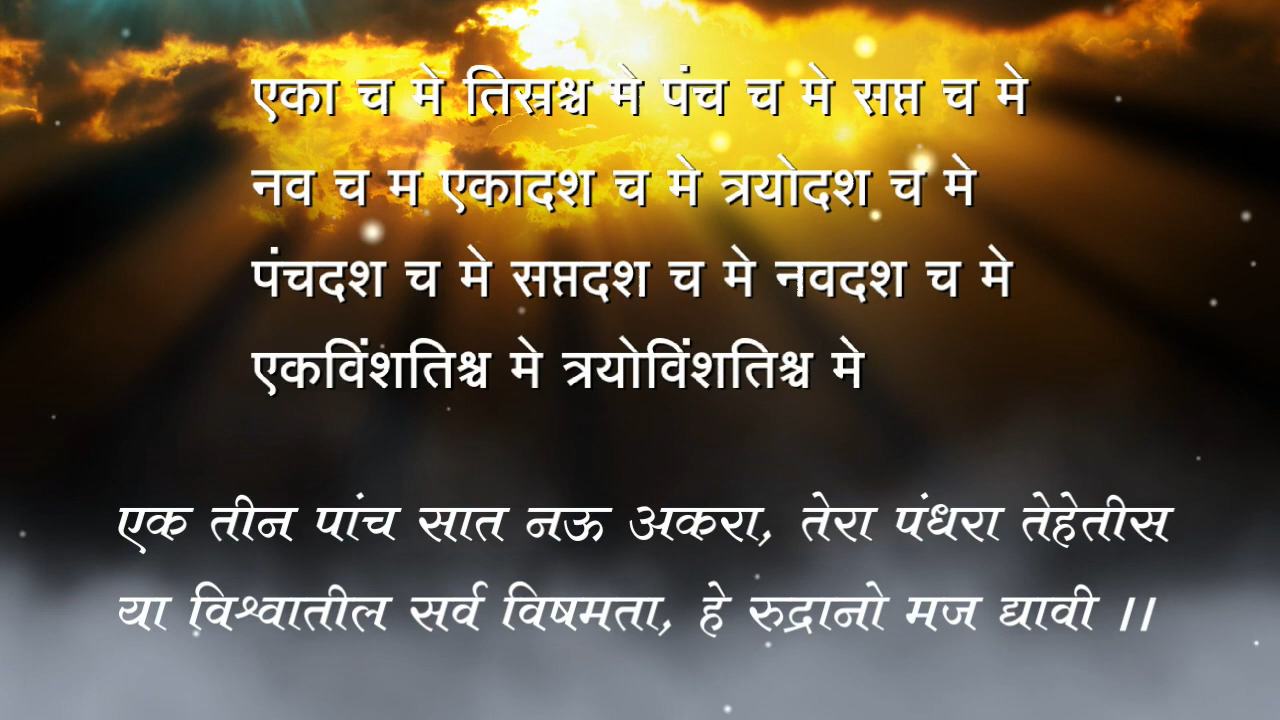 एका च मे तिस्रश्च मे पंच च मे सप्त च मे
नव च म एकादश च मे त्रयोदश च मे
पंचदश च मे सप्तदश च मे नवदश च मे
एकविंशतिश्च मे त्रयोविंशतिश्च मे
एक तीन पांच सात नऊ अकरा, तेरा पंधरा तेहेतीस
या विश्वातील सर्व विषमता, हे रुद्रानो मज द्यावी ।।